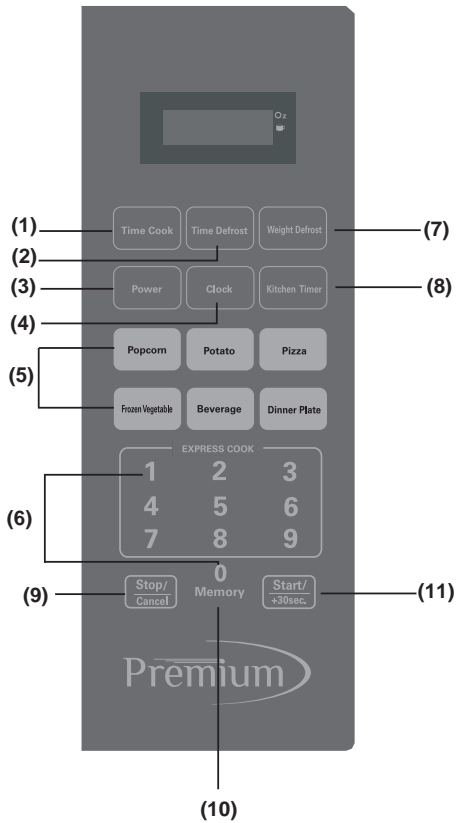 Oz
(1) Time Cook Time Defrost Weight Defrost (7)
(2)
(3) Power Clock Kitchen Timer (8)
(4)
Popcorn Potato Pizza
(5)
Frozen Vegetable Beverage Dinner Plate
EXPRESS COOK
1 2 3
4 5 6
(6)
7 8 9
0
(9) Stop/ Memory Start/ (11)
Cancel +30sec.
Premium
(10)